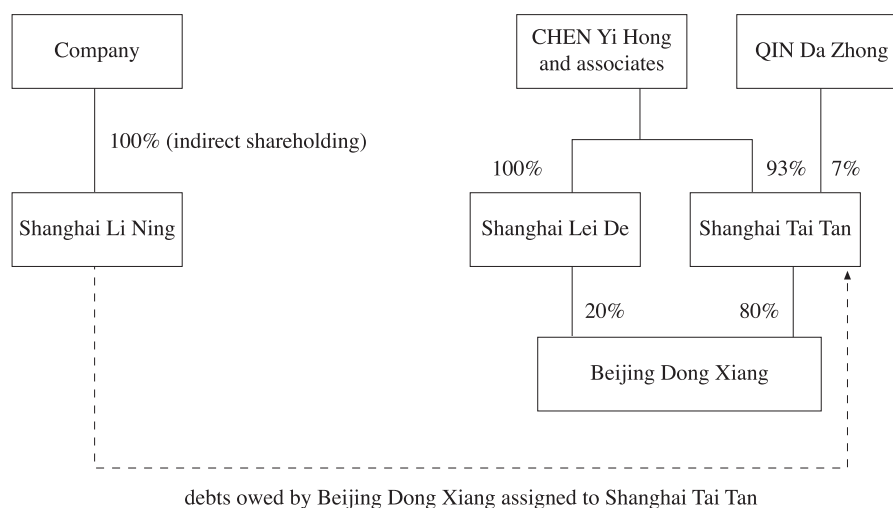 Company
CHEN Yi Hong
and associates
QIN Da Zhong
100% (indirect shareholding)
100%
93%
7%
Shanghai Li Ning
Shanghai Lei De
Shanghai Tai Tan
20%
80%
Beijing Dong Xiang
debts owed by Beijing Dong Xiang assigned to Shanghai Tai Tan